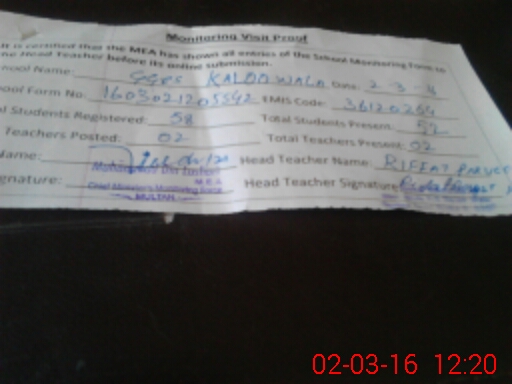 Monitoring Visit Proof
It is certified that the MEA has shown all entries of the School Monitoring Form to
the Head Teacher before its online submission.
School Name: GGPS KALOO WALA Date: 2-3-16
School Form No: 1603021205542 EMIS Code: 36120264
Students Registered: 58 Total Students Present: 52
Teachers Posted: 02 Total Teachers Present: 02
Name: Head Teacher Name: RIFFAT PARVEEN
Signature: M.E.A Head Teacher Signature
Chief Minister's Monitoring Force
MULTAN
02-03-16 12:20